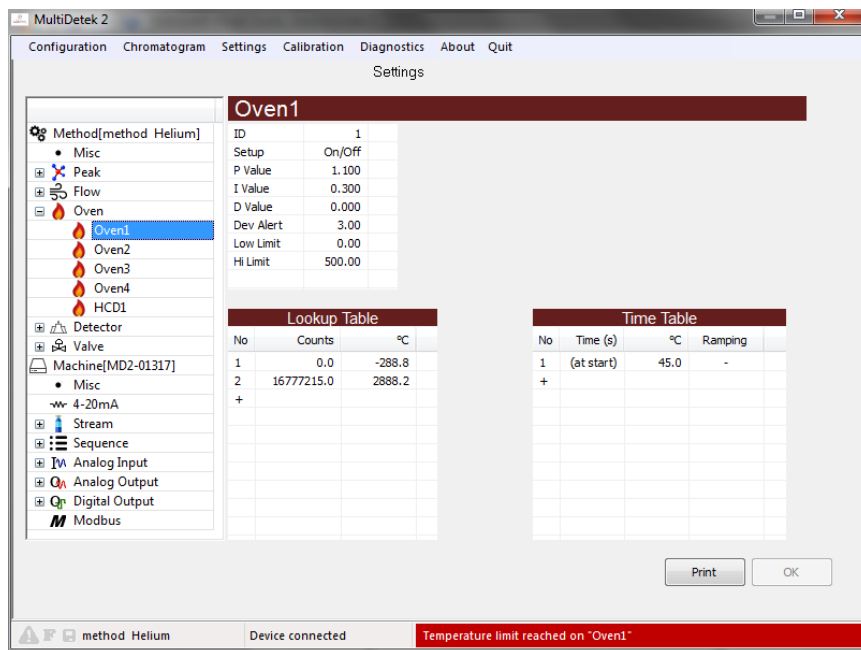 MultiDetek 2
Configuration Chromatogram Settings Calibration Diagnostics About Quit
Settings
Method[method Helium]
Misc
Peak
Flow
Oven
Oven1
Oven2
Oven3
Oven4
HCD1
Detector
Valve
Machine[MD2-01317]
Misc
4-20mA
Stream
Sequence
Analog Input
Analog Output
Digital Output
Modbus
Oven1
ID 1
Setup On/Off
P Value 1.100
I Value 0.300
D Value 0.000
Dev Alert 3.00
Low Limit 0.00
Hi Limit 500.00
Lookup Table
No Counts ºC
1 0.0 -288.8
2 16777215.0 2888.2
+
Time Table
No Time (s) ºC Ramping
1 (at start) 45.0 -
+
Print OK
method Helium Device connected Temperature limit reached on "Oven1"